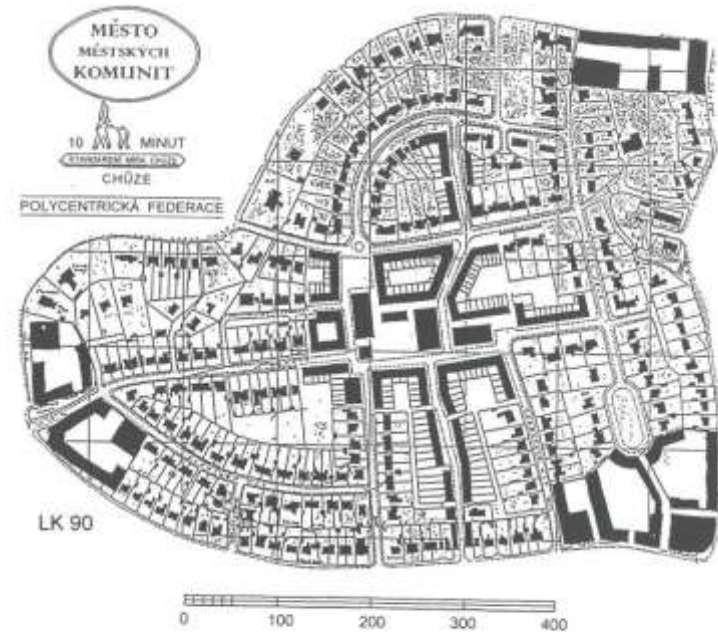 MĚSTO
MĚSTSKÝCH
KOMUNIT
10 MINUT
CHŮZE
POLYCENTRICKÁ FEDERACE
LK 90
0 100 200 300 400